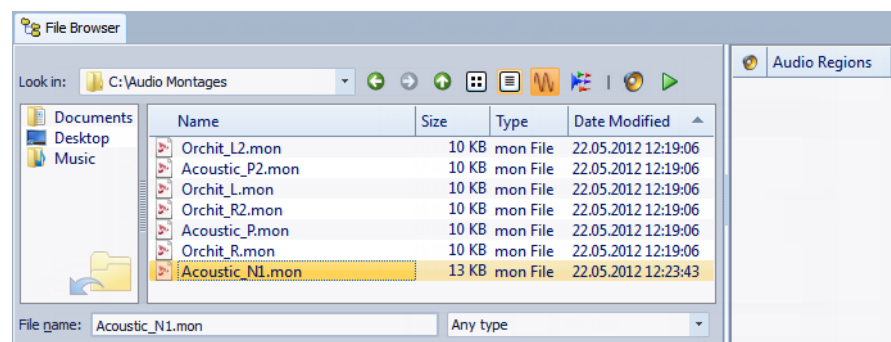 File Browser
Look in: C:\Audio Montages
Audio Regions
Documents
Desktop
Music
Name Size Type Date Modified
Orchit_L2.mon 10 KB mon File 22.05.2012 12:19:06
Acoustic_P2.mon 10 KB mon File 22.05.2012 12:19:06
Orchit_L.mon 10 KB mon File 22.05.2012 12:19:06
Orchit_R2.mon 10 KB mon File 22.05.2012 12:19:06
Acoustic_P.mon 10 KB mon File 22.05.2012 12:19:06
Orchit_R.mon 10 KB mon File 22.05.2012 12:19:06
Acoustic_N1.mon 13 KB mon File 22.05.2012 12:23:43
File name: Acoustic_N1.mon Any type